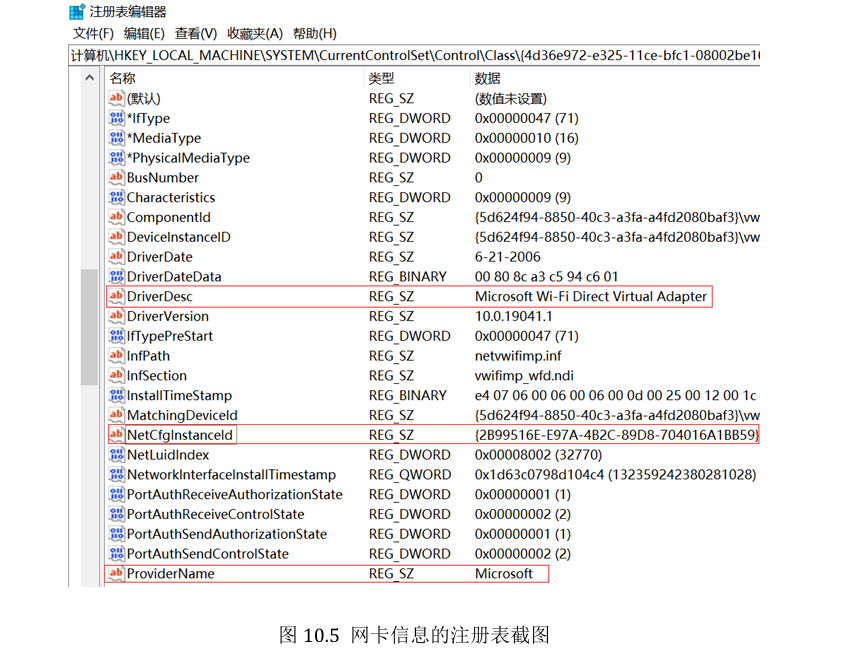 注册表编辑器
文件(F) 编辑(E) 查看(V) 收藏夹(A) 帮助(H)
计算机\HKEY_LOCAL_MACHINE\SYSTEM\CurrentControlSet\Control\Class\{4d36e972-e325-11ce-bfc1-08002be10
名称 类型 数据
(默认) REG_SZ (数值未设置)
*IfType REG_DWORD 0x00000047 (71)
*MediaType REG_DWORD 0x00000010 (16)
*PhysicalMediaType REG_DWORD 0x00000009 (9)
BusNumber REG_SZ 0
Characteristics REG_DWORD 0x00000009 (9)
ComponentId REG_SZ {5d624f94-8850-40c3-a3fa-a4fd2080baf3}\vw
DeviceInstanceID REG_SZ {5d624f94-8850-40c3-a3fa-a4fd2080baf3}\vw
DriverDate REG_SZ 6-21-2006
DriverDateData REG_BINARY 00 80 8c a3 c5 94 c6 01
DriverDesc REG_SZ Microsoft Wi-Fi Direct Virtual Adapter
DriverVersion REG_SZ 10.0.19041.1
IfTypePreStart REG_DWORD 0x00000047 (71)
InfPath REG_SZ netvwifimp.inf
InfSection REG_SZ vwifimp_wfd.ndi
InstallTimeStamp REG_BINARY e4 07 06 00 06 00 06 00 0d 00 25 00 12 00 1c
MatchingDeviceId REG_SZ {5d624f94-8850-40c3-a3fa-a4fd2080baf3}\vw
NetCfgInstanceId REG_SZ {2B99516E-E97A-4B2C-89D8-704016A1BB59}
NetLuidIndex REG_DWORD 0x00008002 (32770)
NetworkInterfaceInstallTimestamp REG_QWORD 0x1d63c0798d104c4 (132359242380281028)
PortAuthReceiveAuthorizationState REG_DWORD 0x00000001 (1)
PortAuthReceiveControlState REG_DWORD 0x00000002 (2)
PortAuthSendAuthorizationState REG_DWORD 0x00000001 (1)
PortAuthSendControlState REG_DWORD 0x00000002 (2)
ProviderName REG_SZ Microsoft
图 10.5 网卡信息的注册表截图